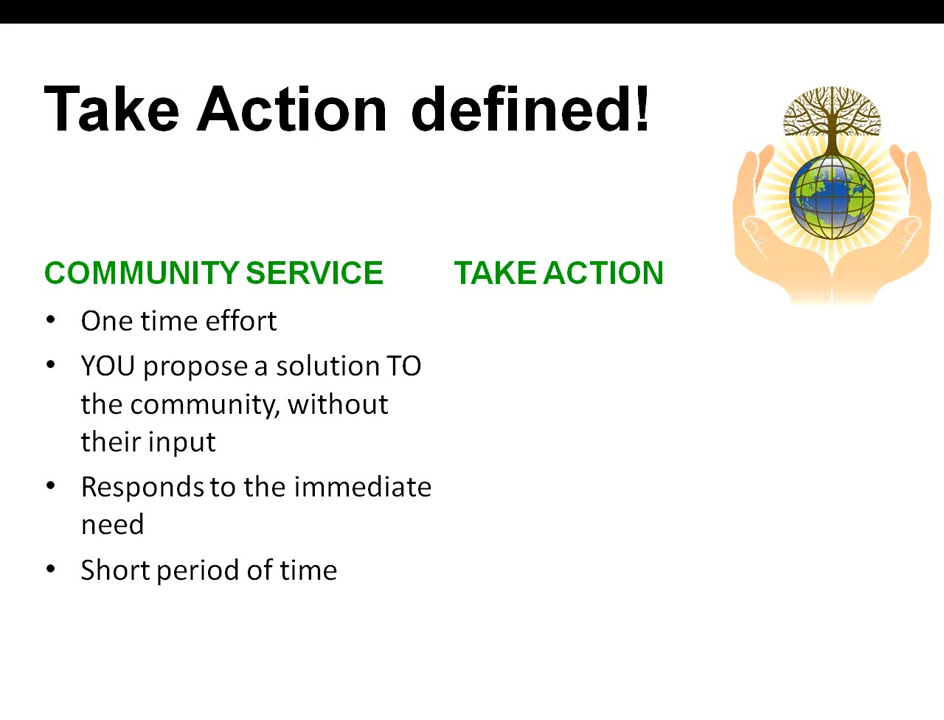 Take Action defined!
COMMUNITY SERVICE
• One time effort
• YOU propose a solution TO
the community, without
their input
• Responds to the immediate
need
• Short period of time
TAKE ACTION